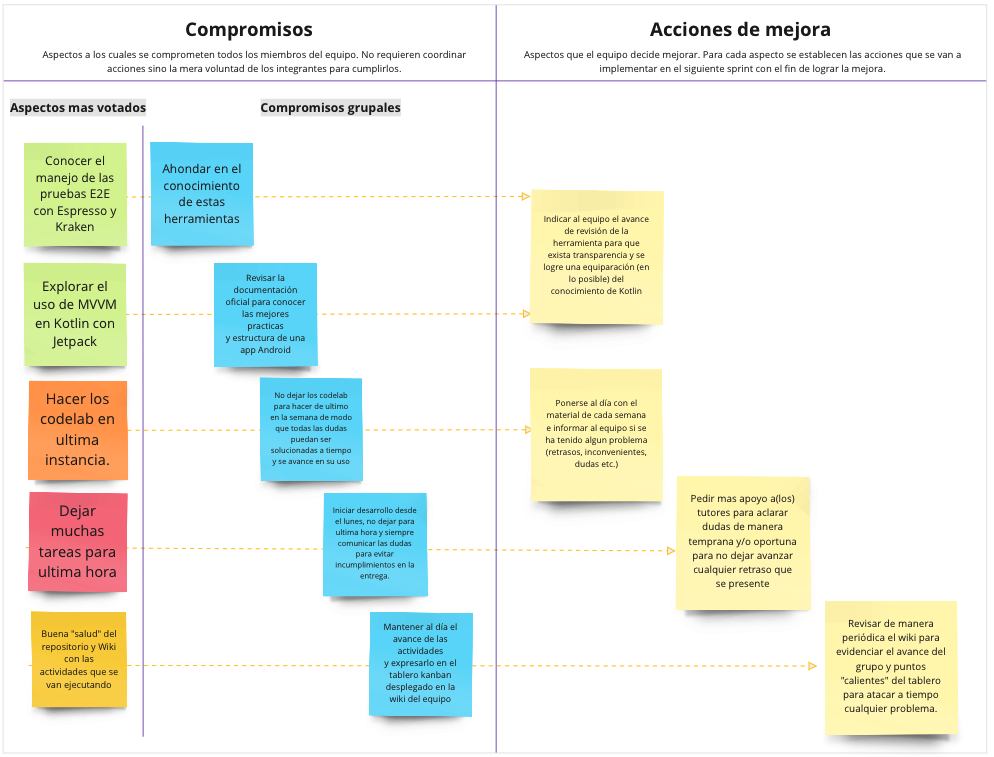 Compromisos
Aspectos a los cuales se comprometen todos los miembros del equipo. No requieren coordinar
acciones sino la mera voluntad de los integrantes para cumplirlos.
Acciones de mejora
Aspectos que el equipo decide mejorar. Para cada aspecto se establecen las acciones que se van a
implementar en el siguiente sprint con el fin de lograr la mejora.
Aspectos mas votados
Compromisos grupales
Conocer el
manejo de las
pruebas E2E
con Espresso y
Kraken
Ahondar en el
conocimiento
de estas
herramientas
Indicar al equipo el avance
de revisión de la
herramienta para que
exista transparencia y se
logre una equiparación (en
lo posible) del
conocimiento de Kotlin
Explorar el
uso de MVVM
en Kotlin con
Jetpack
Revisar la
documentación
oficial para conocer
las mejores
practicas
y estructura de una
app Android
Hacer los
codelab en
ultima
instancia.
No dejar los codelab
para hacer de ultimo
en la semana de modo
que todas las dudas
puedan ser
solucionadas a tiempo
y se avance en su uso
Ponerse al día con el
material de cada semana
e informar al equipo si se
ha tenido algun problema
(retrasos, inconvenientes,
dudas etc.)
Dejar
muchas
tareas para
ultima hora
Iniciar desarrollo desde
el lunes, no dejar para
ultima hora y siempre
comunicar las dudas
para evitar
incumplimientos en la
entrega.
Pedir mas apoyo a(los)
tutores para aclarar
dudas de manera
temprana y/o oportuna
para no dejar avanzar
cualquier retraso que
se presente
Buena "salud" del
repositorio y Wiki
con las
actividades que se
van ejecutando
Mantener al día el
avance de las
actividades
y expresarlo en el
tablero kanban
desplegado en la
wiki del equipo
Revisar de manera
periódica el wiki para
evidenciar el avance del
grupo y puntos
"calientes" del tablero
para atacar a tiempo
cualquier problema.